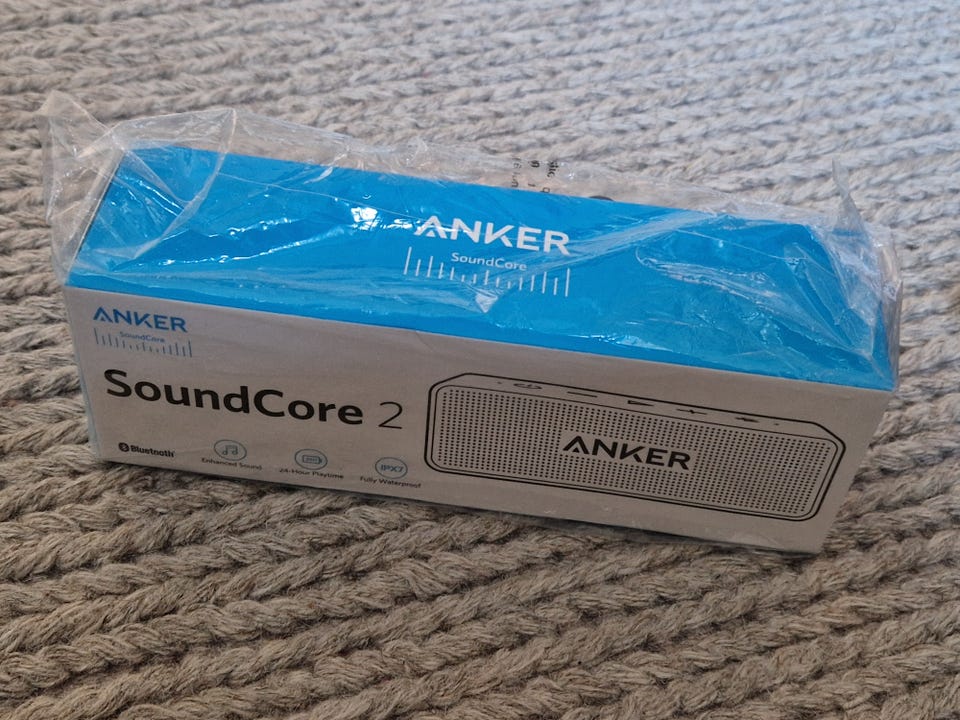 ANKER
SoundCore
ANKER
SoundCore
SoundCore 2
Bluetooth
Enhanced Sound
24-Hour Playtime
IPX7
Fully Waterproof
ANKER